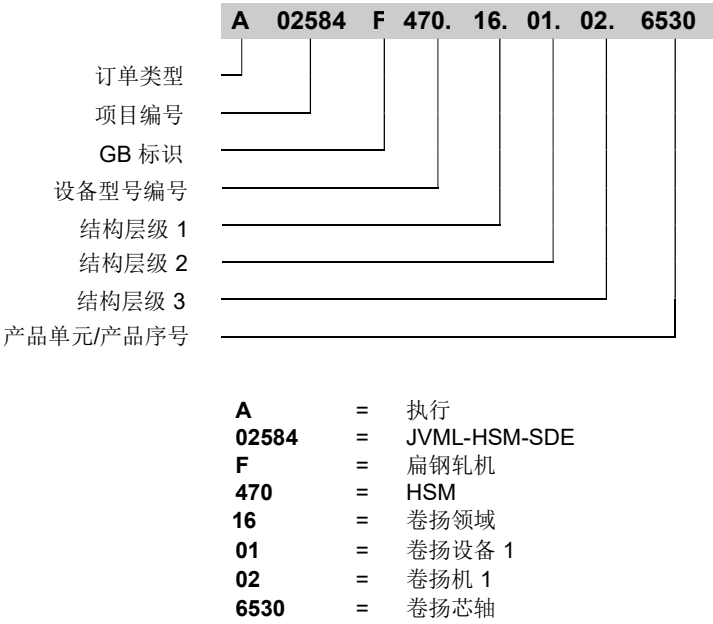 A 02584 F 470. 16. 01. 02. 6530
订单类型
项目编号
GB 标识
设备型号编号
结构层级 1
结构层级 2
结构层级 3
产品单元/产品序号
A = 执行
02584 = JVML-HSM-SDE
F = 扁钢轧机
470 = HSM
16 = 卷扬领域
01 = 卷扬设备 1
02 = 卷扬机 1
6530 = 卷扬芯轴